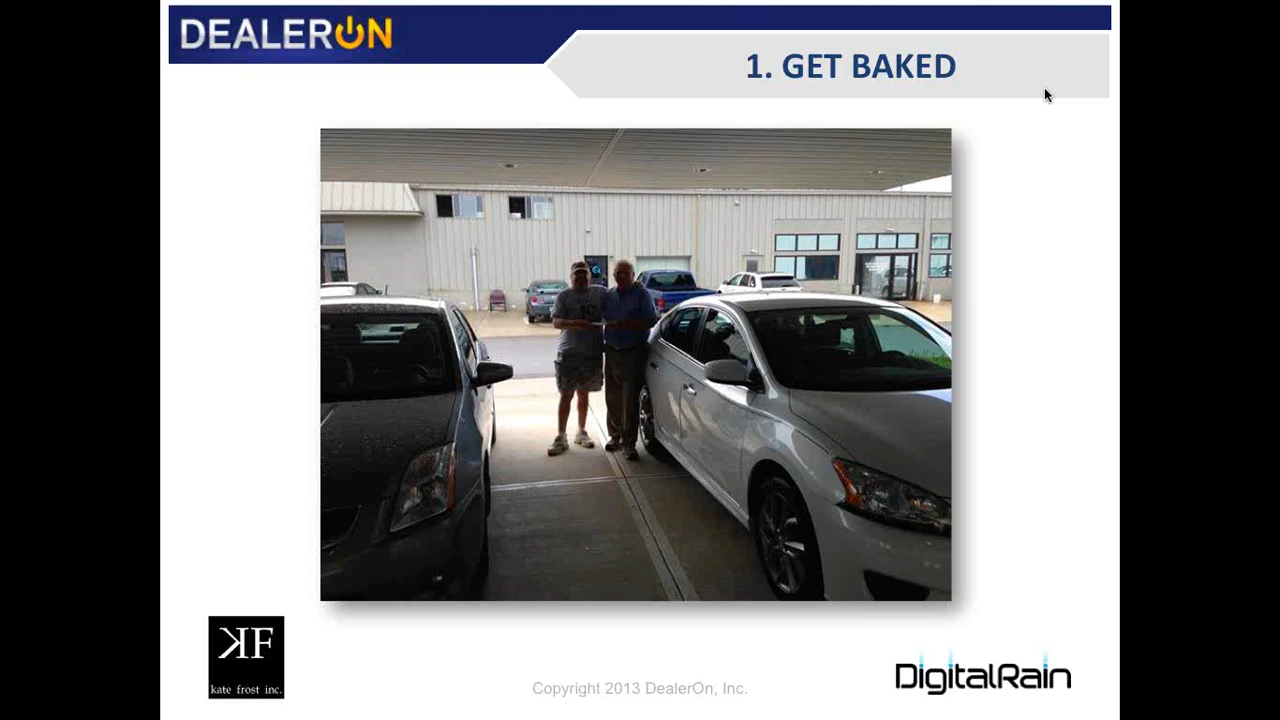 DEALERON
1. GET BAKED
KF
kate frost inc.
Copyright 2013 DealerOn, Inc.
DigitalRain